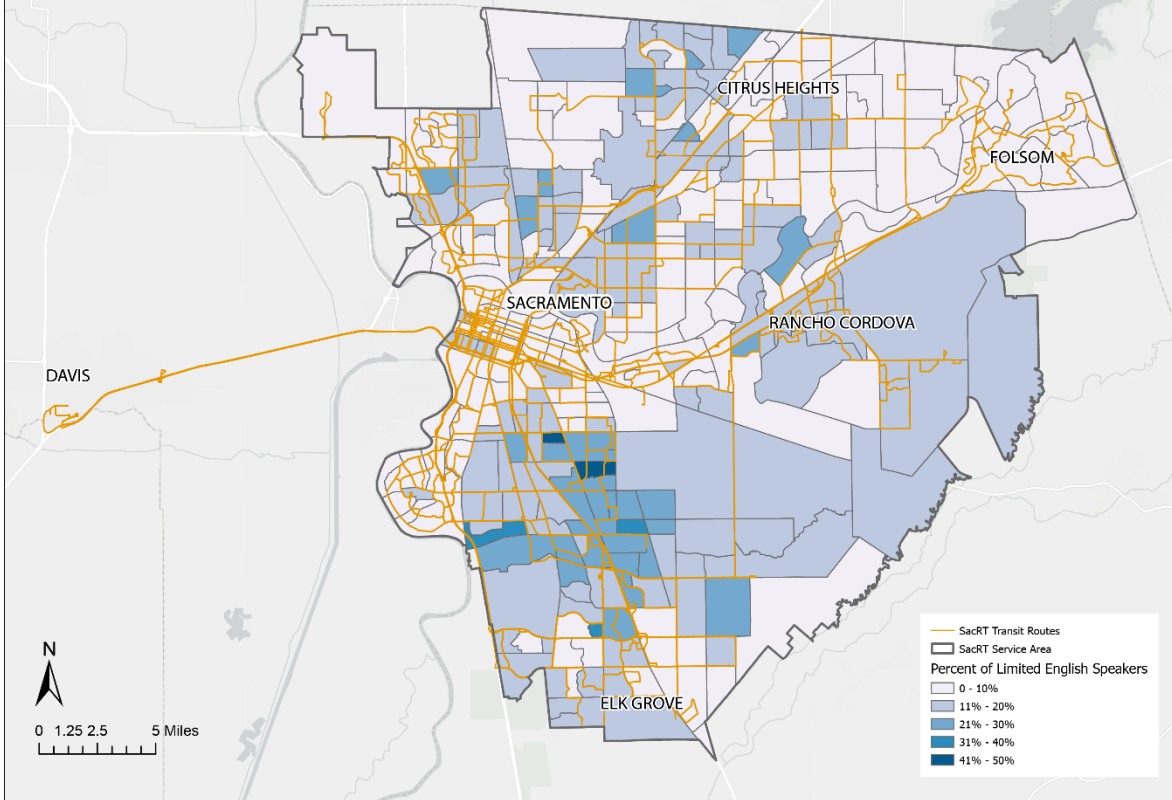 CITRUS HEIGHTS
FOLSOM
SACRAMENTO
RANCHO CORDOVA
DAVIS
ELK GROVE
N
0 1.25 2.5 5 Miles
SacRT Transit Routes
SacRT Service Area
Percent of Limited English Speakers
0 - 10%
11% - 20%
21% - 30%
31% - 40%
41% - 50%